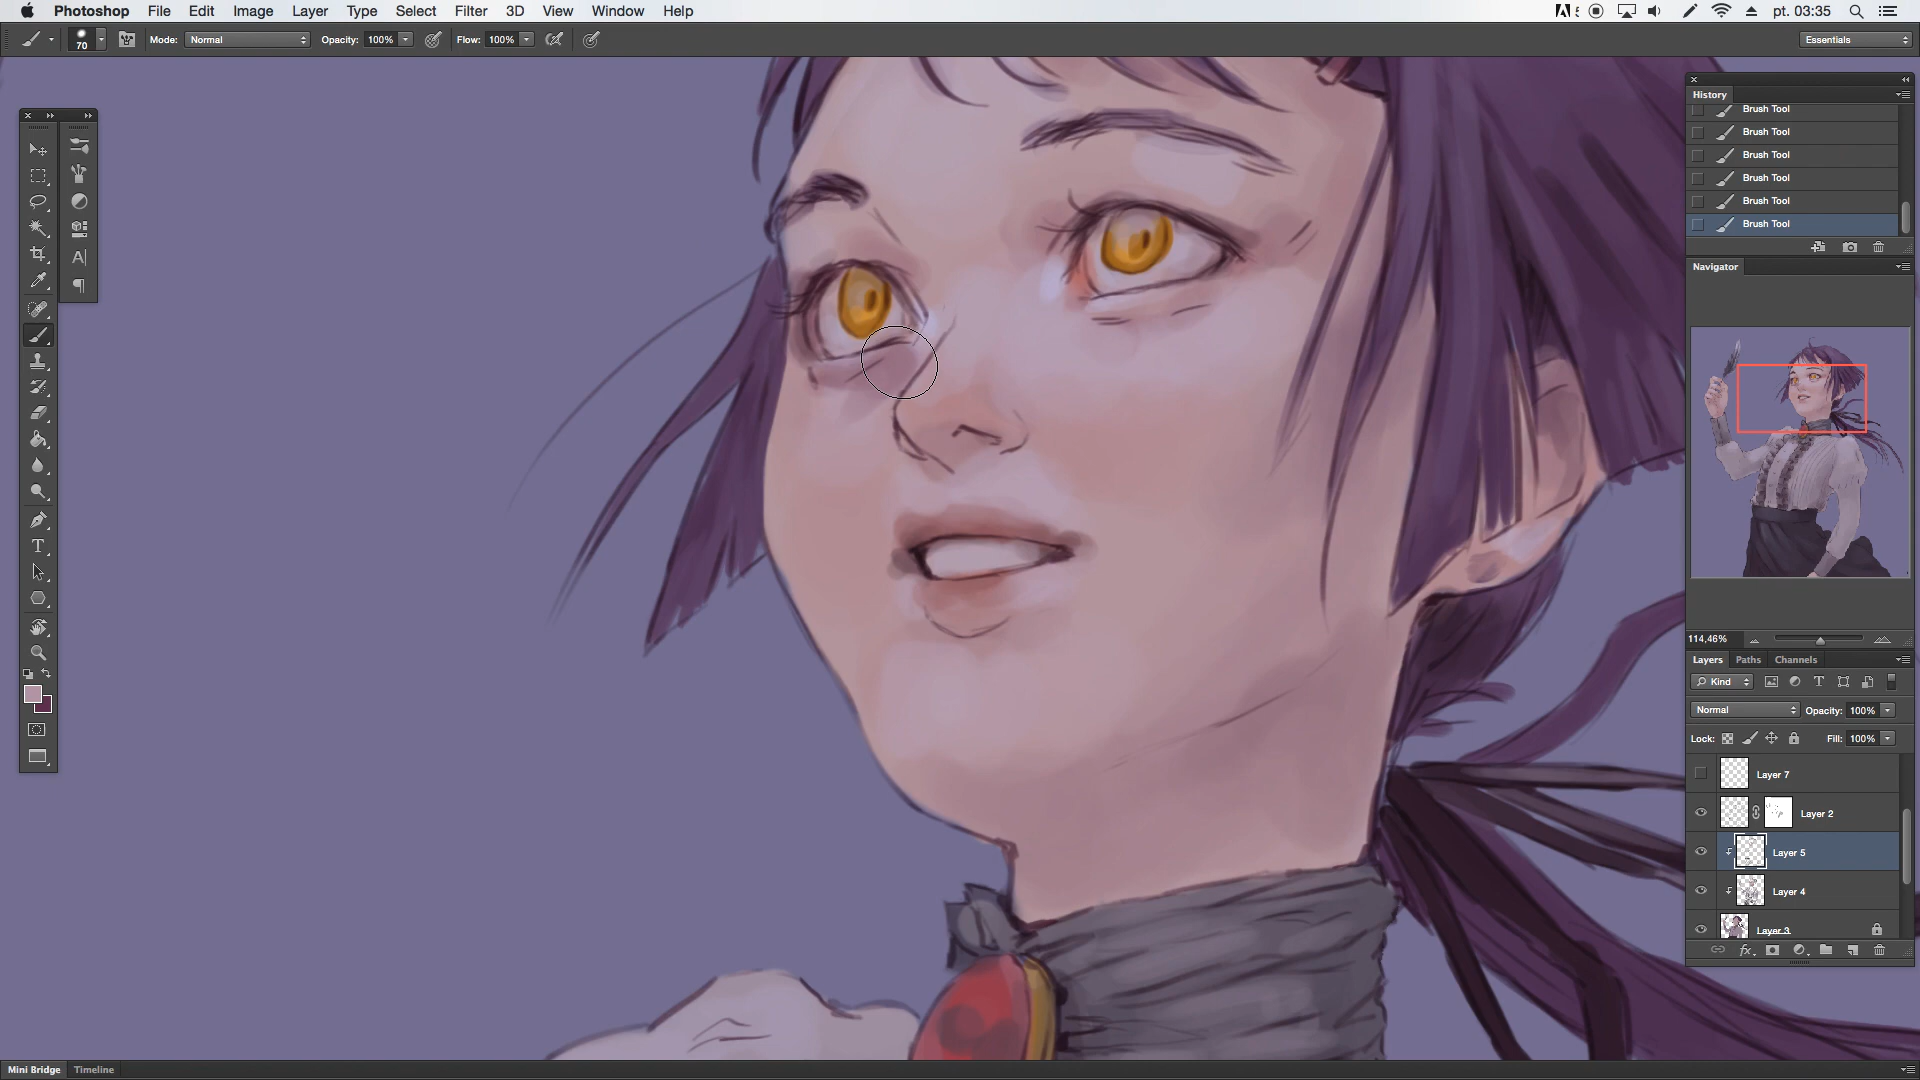 Photoshop File Edit Image Layer Type Select Filter 3D View Window Help
5 pt. 03:35
70 Mode: Normal Opacity: 100% Flow: 100% Essentials
History
Brush Tool
Brush Tool
Brush Tool
Brush Tool
Brush Tool
Brush Tool
Navigator
114,46%
Layers Paths Channels
Kind
Normal Opacity: 100%
Lock: Fill: 100%
Layer 7
Layer 2
Layer 5
Layer 4
Layer 3
fx
Mini Bridge Timeline